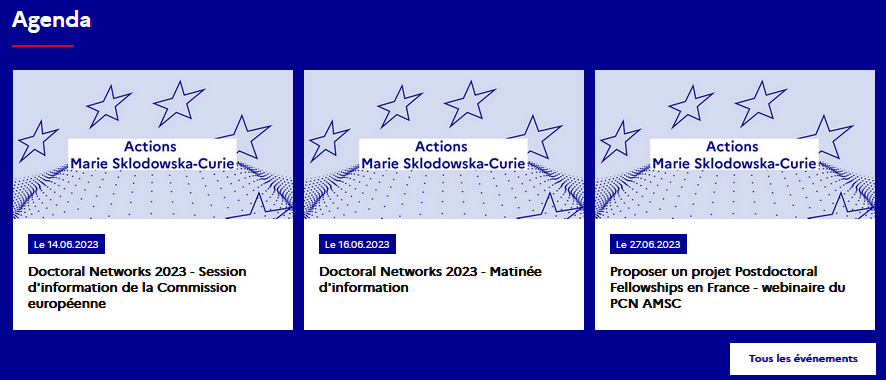 Agenda
Actions
Marie Sklodowska-Curie
Le 14.06.2023
Doctoral Networks 2023 - Session
d'information de la Commission
européenne
Actions
Marie Sklodowska-Curie
Le 16.06.2023
Doctoral Networks 2023 - Matinée
d'information
Actions
Marie Sklodowska-Curie
Le 27.06.2023
Proposer un projet Postdoctoral
Fellowships en France - webinaire du
PCN AMSC
Tous les événements